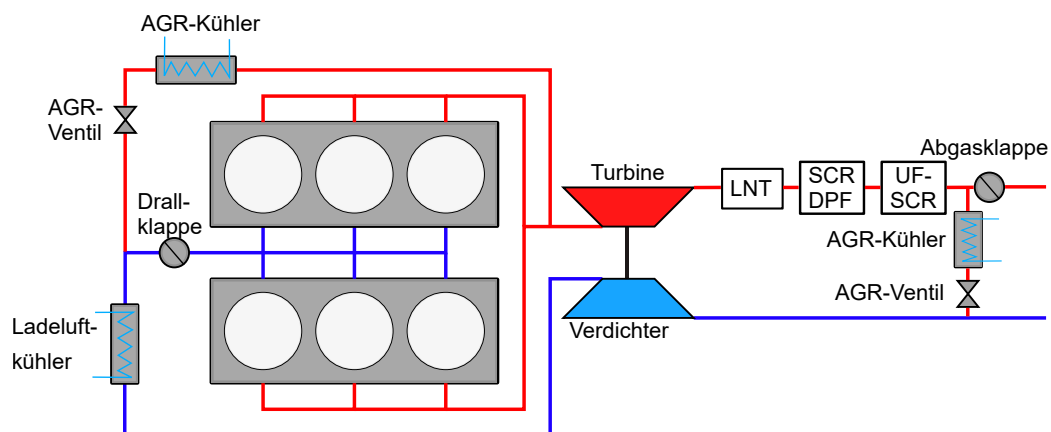 AGR-Kühler
AGR-
Ventil
Drall-
klappe
Ladeluft-
kühler
Turbine
Verdichter
LNT
SCR
DPF
UF-
SCR
Abgasklappe
AGR-Kühler
AGR-Ventil